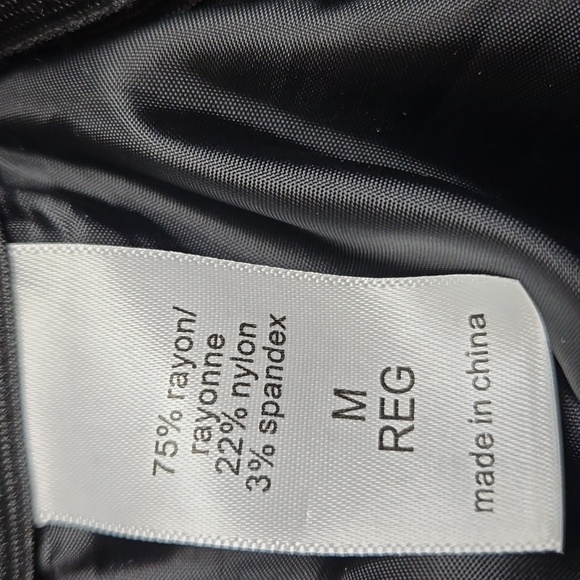 75% rayon/
rayonne
22% nylon
3% spandex
M
REG
made in china